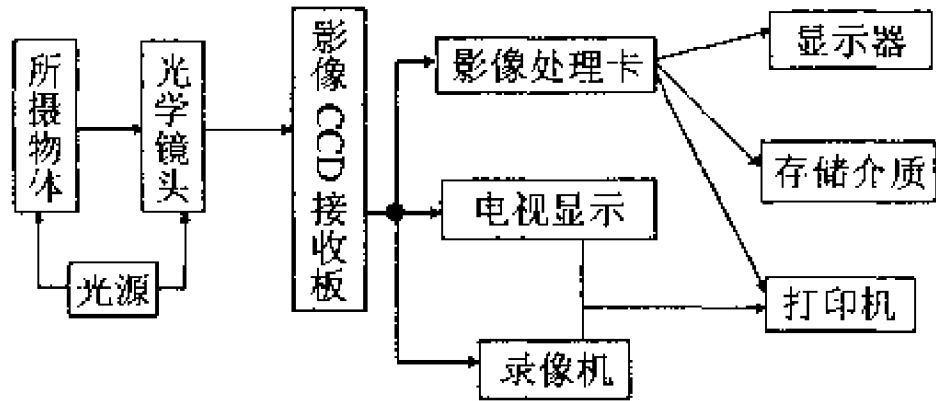 所摄物体
光学镜头
光源
影像CCD接收板
影像处理卡
电视显示
录像机
显示器
存储介质
打印机